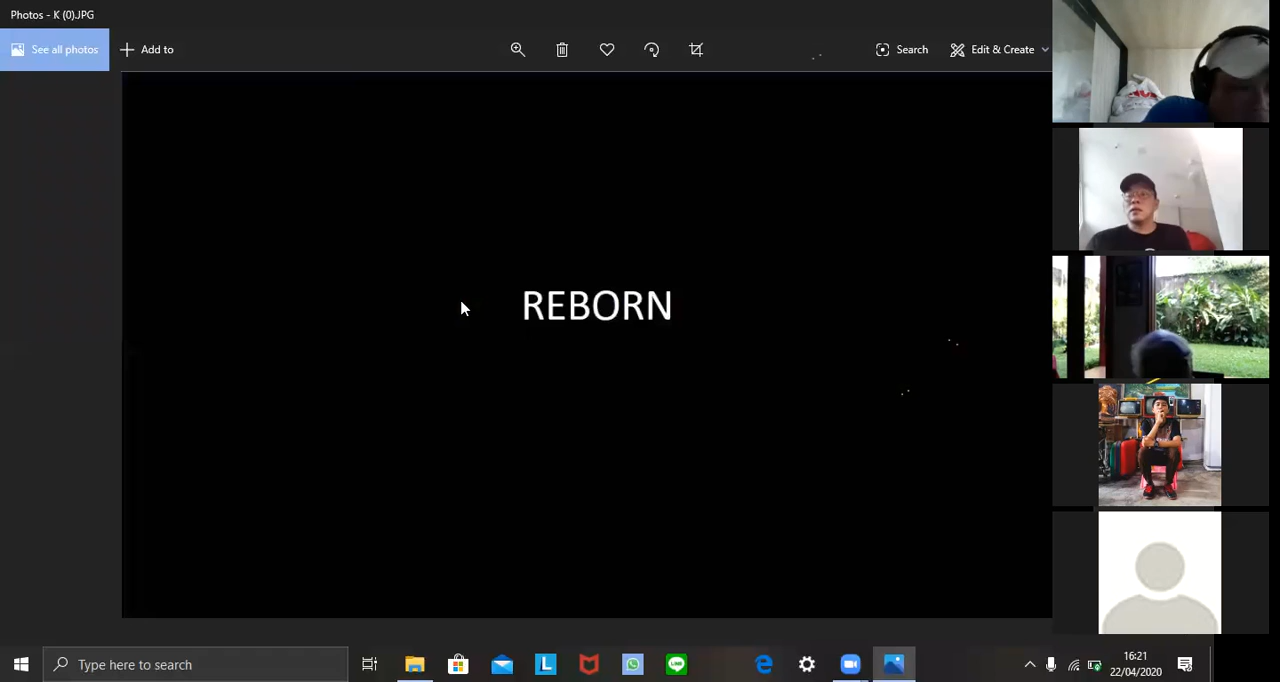 Photos - K (0).JPG
See all photos
Add to
Search
Edit & Create
REBORN
Type here to search
L
LINE
16:21
22/04/2020